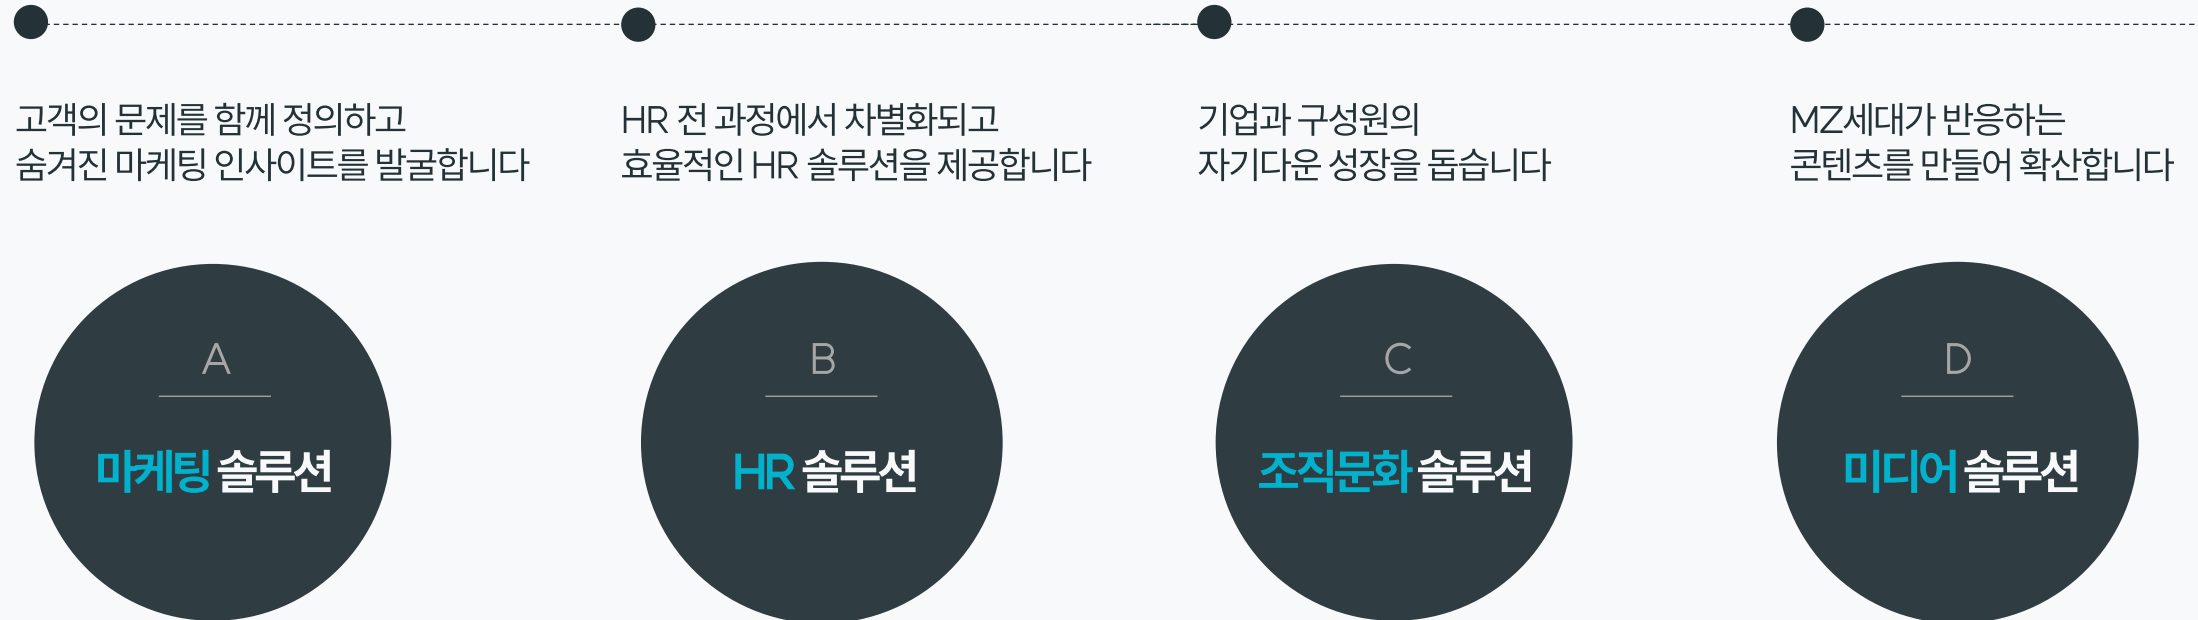 고객의 문제를 함께 정의하고
숨겨진 마케팅 인사이트를 발굴합니다
HR 전 과정에서 차별화되고
효율적인 HR 솔루션을 제공합니다
기업과 구성원의
자기다운 성장을 돕습니다
MZ세대가 반응하는
콘텐츠를 만들어 확산합니다
A
마케팅 솔루션
B
HR 솔루션
C
조직문화 솔루션
D
미디어 솔루션